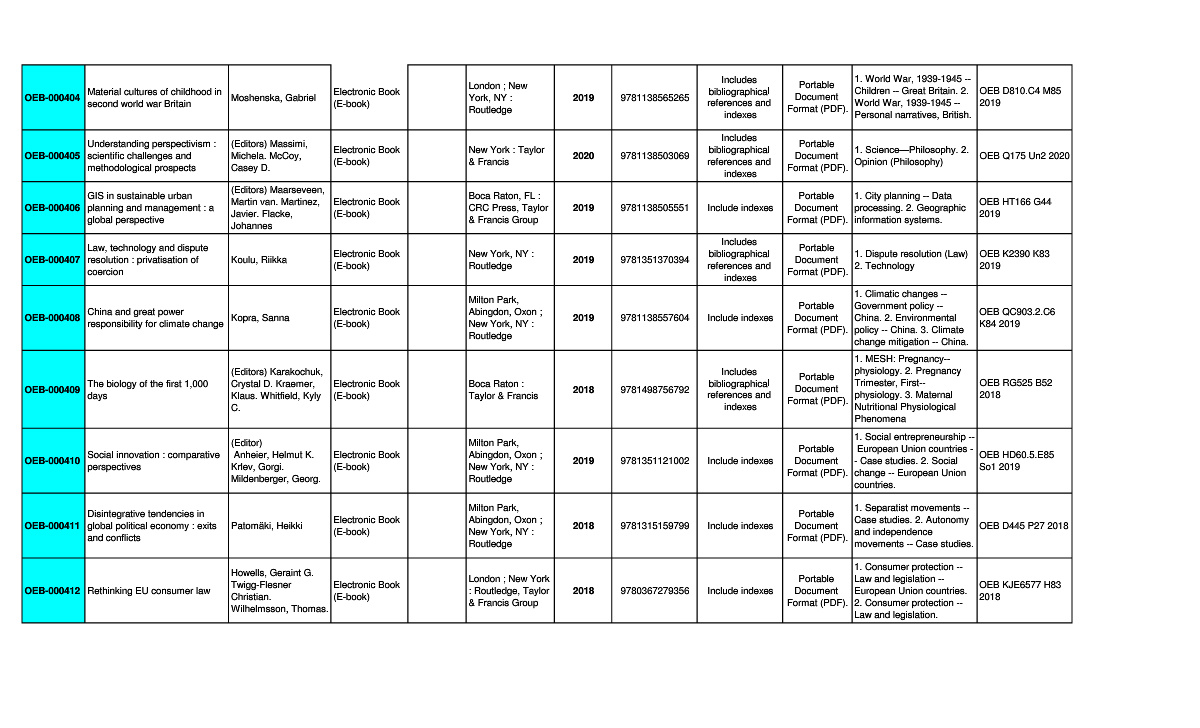 OEB-000404
Material cultures of childhood in
second world war Britain
Moshenska, Gabriel
Electronic Book
(E-book)
London ; New
York, NY :
Routledge
2019
9781138565265
Includes
bibliographical
references and
indexes
Portable
Document
Format (PDF).
1. World War, 1939-1945 --
Children -- Great Britain. 2.
World War, 1939-1945 --
Personal narratives, British.
OEB D810.C4 M85
2019
OEB-000405
Understanding perspectivism :
scientific challenges and
methodological prospects
(Editors) Massimi,
Michela. McCoy,
Casey D.
Electronic Book
(E-book)
New York : Taylor
& Francis
2020
9781138503069
Includes
bibliographical
references and
indexes
Portable
Document
Format (PDF).
1. Science—Philosophy. 2.
Opinion (Philosophy)
OEB Q175 Un2 2020
OEB-000406
GIS in sustainable urban
planning and management : a
global perspective
(Editors) Maarseveen,
Martin van. Martinez,
Javier. Flacke,
Johannes
Electronic Book
(E-book)
Boca Raton, FL :
CRC Press, Taylor
& Francis Group
2019
9781138505551
Include indexes
Portable
Document
Format (PDF).
1. City planning -- Data
processing. 2. Geographic
information systems.
OEB HT166 G44
2019
OEB-000407
Law, technology and dispute
resolution : privatisation of
coercion
Koulu, Riikka
Electronic Book
(E-book)
New York, NY :
Routledge
2019
9781351370394
Includes
bibliographical
references and
indexes
Portable
Document
Format (PDF).
1. Dispute resolution (Law)
2. Technology
OEB K2390 K83
2019
OEB-000408
China and great power
responsibility for climate change
Kopra, Sanna
Electronic Book
(E-book)
Milton Park,
Abingdon, Oxon ;
New York, NY :
Routledge
2019
9781138557604
Include indexes
Portable
Document
Format (PDF).
1. Climatic changes --
Government policy --
China. 2. Environmental
policy -- China. 3. Climate
change mitigation -- China.
OEB QC903.2.C6
K84 2019
OEB-000409
The biology of the first 1,000
days
(Editors) Karakochuk,
Crystal D. Kraemer,
Klaus. Whitfield, Kyly
C.
Electronic Book
(E-book)
Boca Raton :
Taylor & Francis
2018
9781498756792
Includes
bibliographical
references and
indexes
Portable
Document
Format (PDF).
1. MESH: Pregnancy--
physiology. 2. Pregnancy
Trimester, First--
physiology. 3. Maternal
Nutritional Physiological
Phenomena
OEB RG525 B52
2018
OEB-000410
Social innovation : comparative
perspectives
(Editor)
Anheier, Helmut K.
Krlev, Gorgi.
Mildenberger, Georg.
Electronic Book
(E-book)
Milton Park,
Abingdon, Oxon ;
New York, NY :
Routledge
2019
9781351121002
Include indexes
Portable
Document
Format (PDF).
1. Social entrepreneurship --
European Union countries -
- Case studies. 2. Social
change -- European Union
countries.
OEB HD60.5.E85
So1 2019
OEB-000411
Disintegrative tendencies in
global political economy : exits
and conflicts
Patomäki, Heikki
Electronic Book
(E-book)
Milton Park,
Abingdon, Oxon ;
New York, NY :
Routledge
2018
9781315159799
Include indexes
Portable
Document
Format (PDF).
1. Separatist movements --
Case studies. 2. Autonomy
and independence
movements -- Case studies.
OEB D445 P27 2018
OEB-000412
Rethinking EU consumer law
Howells, Geraint G.
Twigg-Flesner
Christian.
Wilhelmsson, Thomas.
Electronic Book
(E-book)
London ; New York
: Routledge, Taylor
& Francis Group
2018
9780367279356
Include indexes
Portable
Document
Format (PDF).
1. Consumer protection --
Law and legislation --
European Union countries.
2. Consumer protection --
Law and legislation.
OEB KJE6577 H83
2018